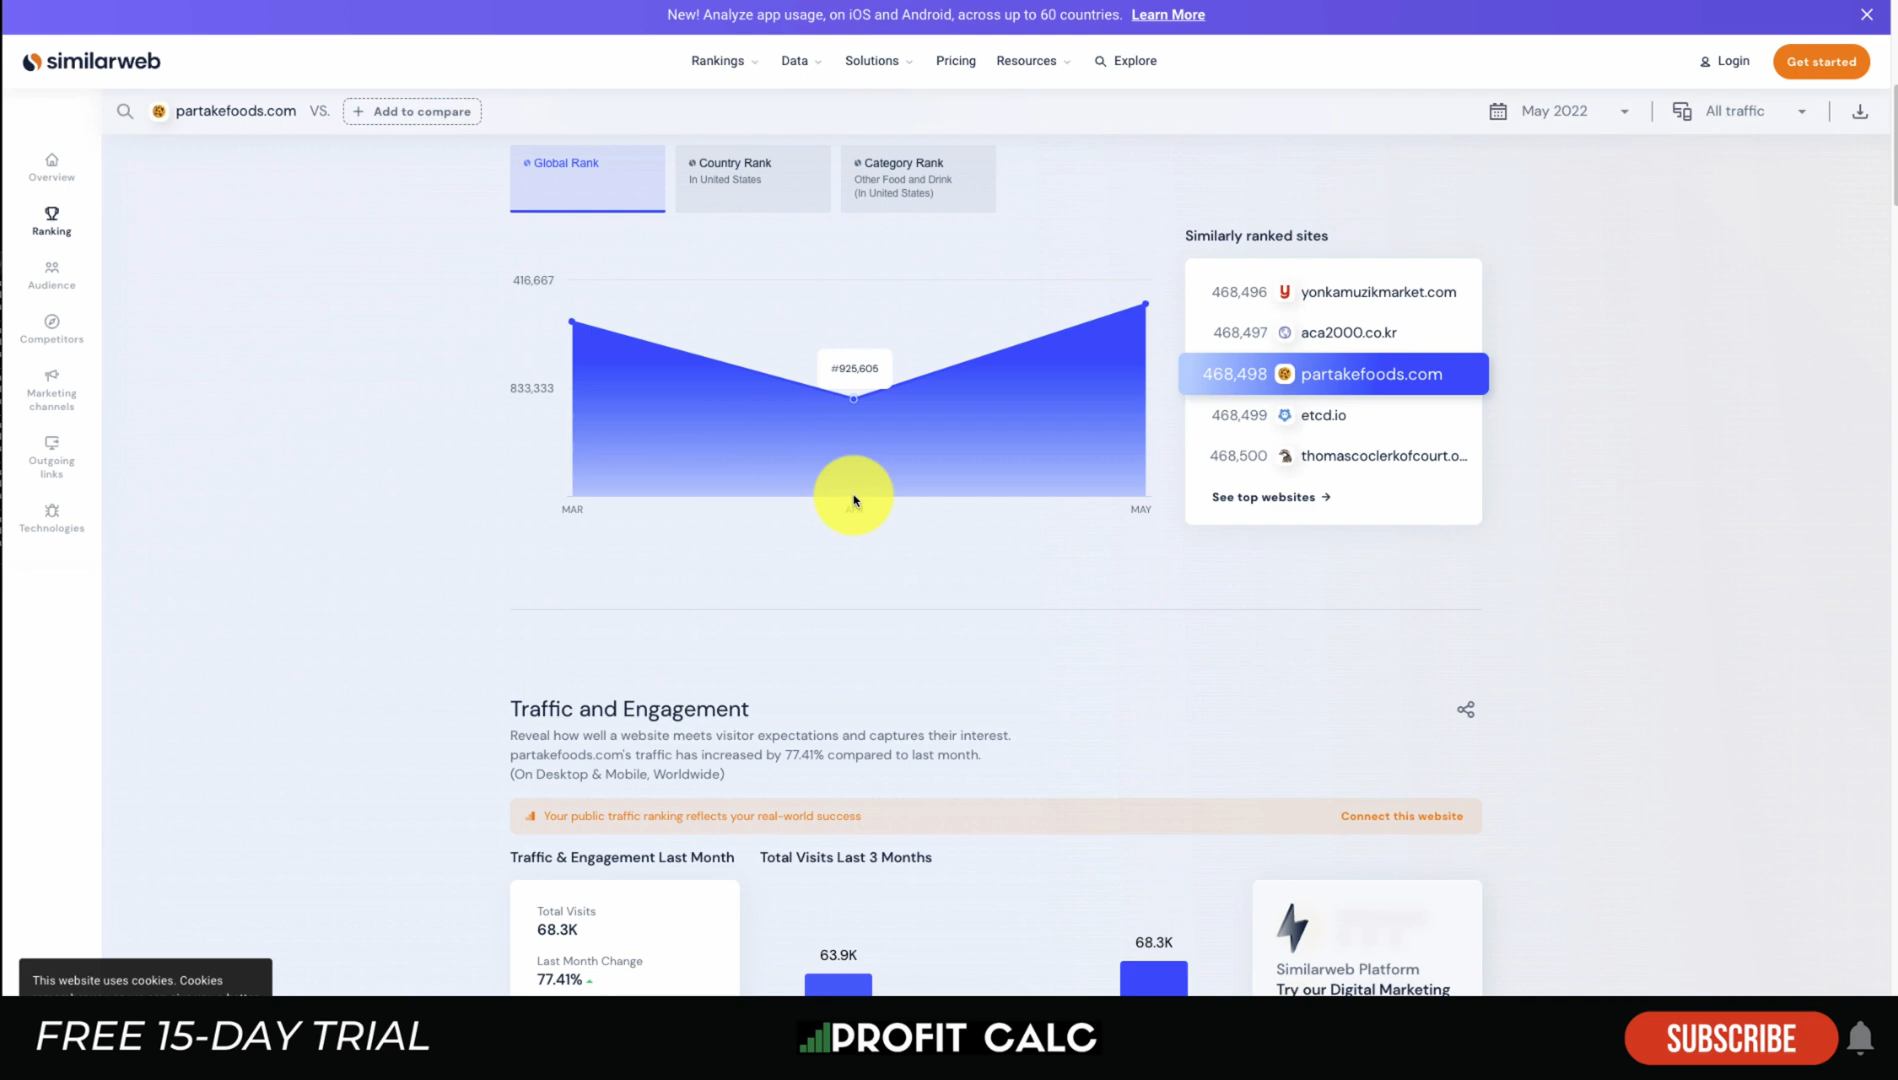 New! Analyze app usage, on iOS and Android, across up to 60 countries. Learn More
similarweb
Rankings
Data
Solutions
Pricing
Resources
Explore
Login
Get started
partakefoods.com VS. + Add to compare
May 2022
All traffic
Overview
Ranking
Audience
Competitors
Marketing
channels
Outgoing
links
Technologies
Global Rank
Country Rank
In United States
Category Rank
Other Food and Drink
(In United States)
416,667
833,333
#925,605
MAR
MAY
Similarly ranked sites
468,496 yonkamuzikmarket.com
468,497 aca2000.co.kr
468,498 partakefoods.com
468,499 etcd.io
468,500 thomascoclerkofcourt.o...
See top websites →
Traffic and Engagement
Reveal how well a website meets visitor expectations and captures their interest.
partakefoods.com's traffic has increased by 77.41% compared to last month.
(On Desktop & Mobile, Worldwide)
Your public traffic ranking reflects your real-world success
Connect this website
Traffic & Engagement Last Month
Total Visits
68.3K
Last Month Change
77.41%
Total Visits Last 3 Months
63.9K
68.3K
Similarweb Platform
Try our Digital Marketing
This website uses cookies. Cookies
FREE 15-DAY TRIAL
PROFIT CALC
SUBSCRIBE